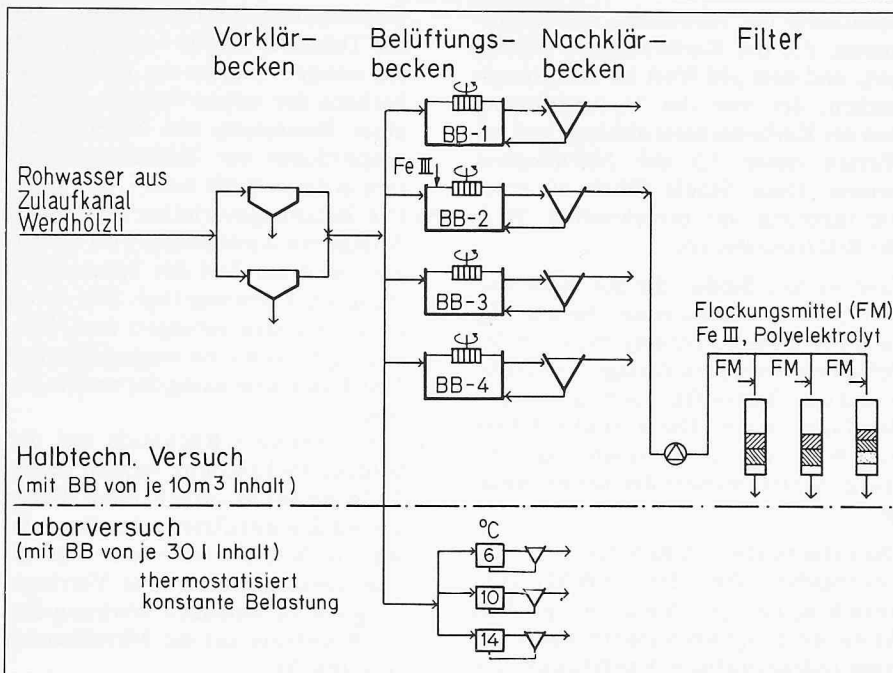 Vorklär-
becken
Belüftungs-
becken
Nachklär-
becken
Filter
BB-1
Fe III
BB-2
BB-3
BB-4
Rohwasser aus
Zulaufkanal
Werdhölzli
Flockungsmittel (FM)
Fe III, Polyelektrolyt
FM FM FM
Halbtechn. Versuch
(mit BB von je 10m³ Inhalt)
Laborversuch
(mit BB von je 30 l Inhalt)
thermostatisiert
konstante Belastung
°C
6
10
14